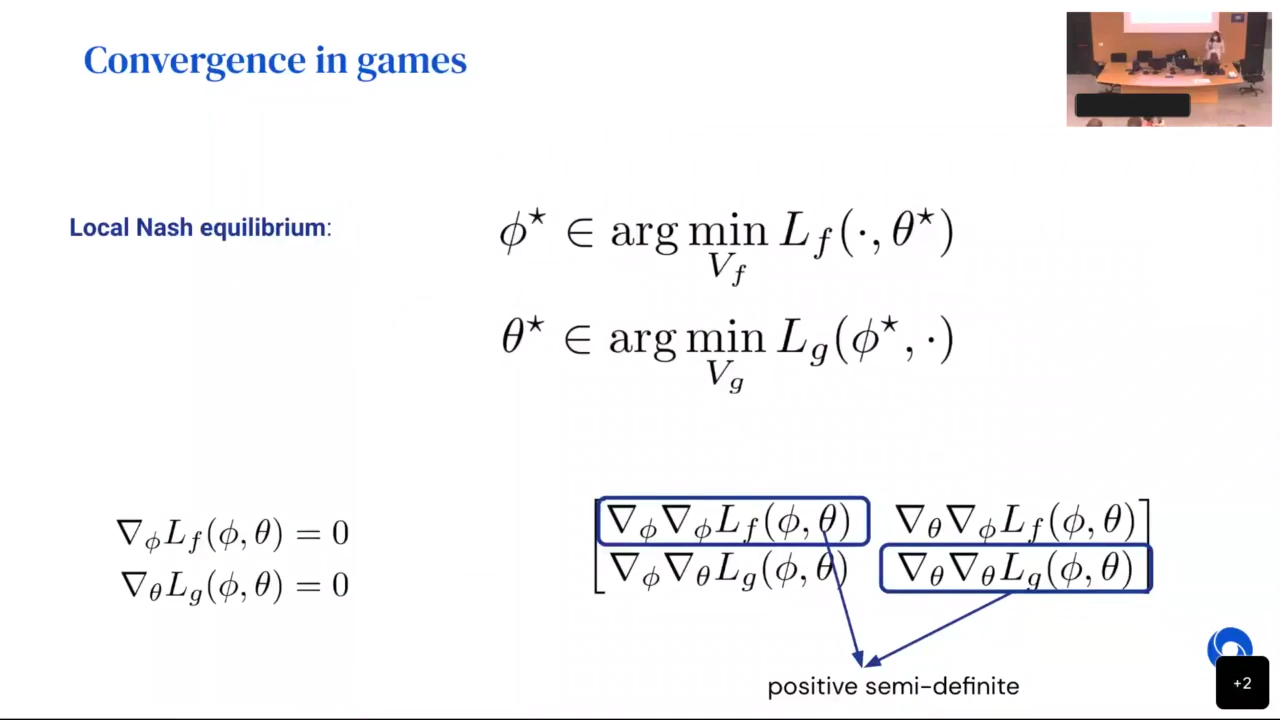 Convergence in games
Local Nash equilibrium:
ϕ⋆ ∈ arg min L_f(·, θ⋆)
V_f
θ⋆ ∈ arg min L_g(ϕ⋆, ·)
V_g
∇_ϕ L_f(ϕ, θ) = 0
∇_θ L_g(ϕ, θ) = 0
[∇_ϕ∇_ϕ L_f(ϕ, θ) ∇_θ∇_ϕ L_f(ϕ, θ)
∇_ϕ∇_θ L_g(ϕ, θ) ∇_θ∇_θ L_g(ϕ, θ)]
positive semi-definite
+2